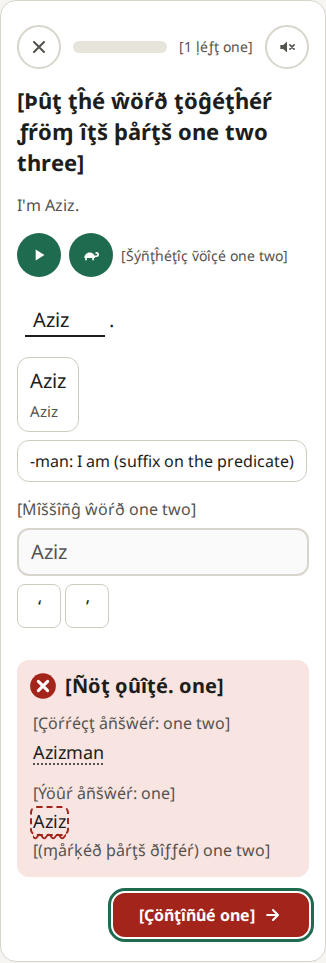 [1 ļéƒţ one]
[Þûţ ţĥé ŵöŕð ţöĝéţĥéŕ
ƒŕöɱ îţš þåŕţš one two
three]
I'm Aziz.
[Šýñţĥéţîç ṽöîçé one two]
Aziz .
Aziz
Aziz
-man: I am (suffix on the predicate)
[Ṁîššîñĝ ŵöŕð one two]
Aziz
ʻ ʼ
[Ñöţ ǫûîţé. one]
[Çöŕŕéçţ åñšŵéŕ: one two]
Azizman
[Ýöûŕ åñšŵéŕ: one]
Aziz
[(ɱåŕķéð þåŕţš ðîƒƒéŕ) one two]
[Çöñţîñûé one] →